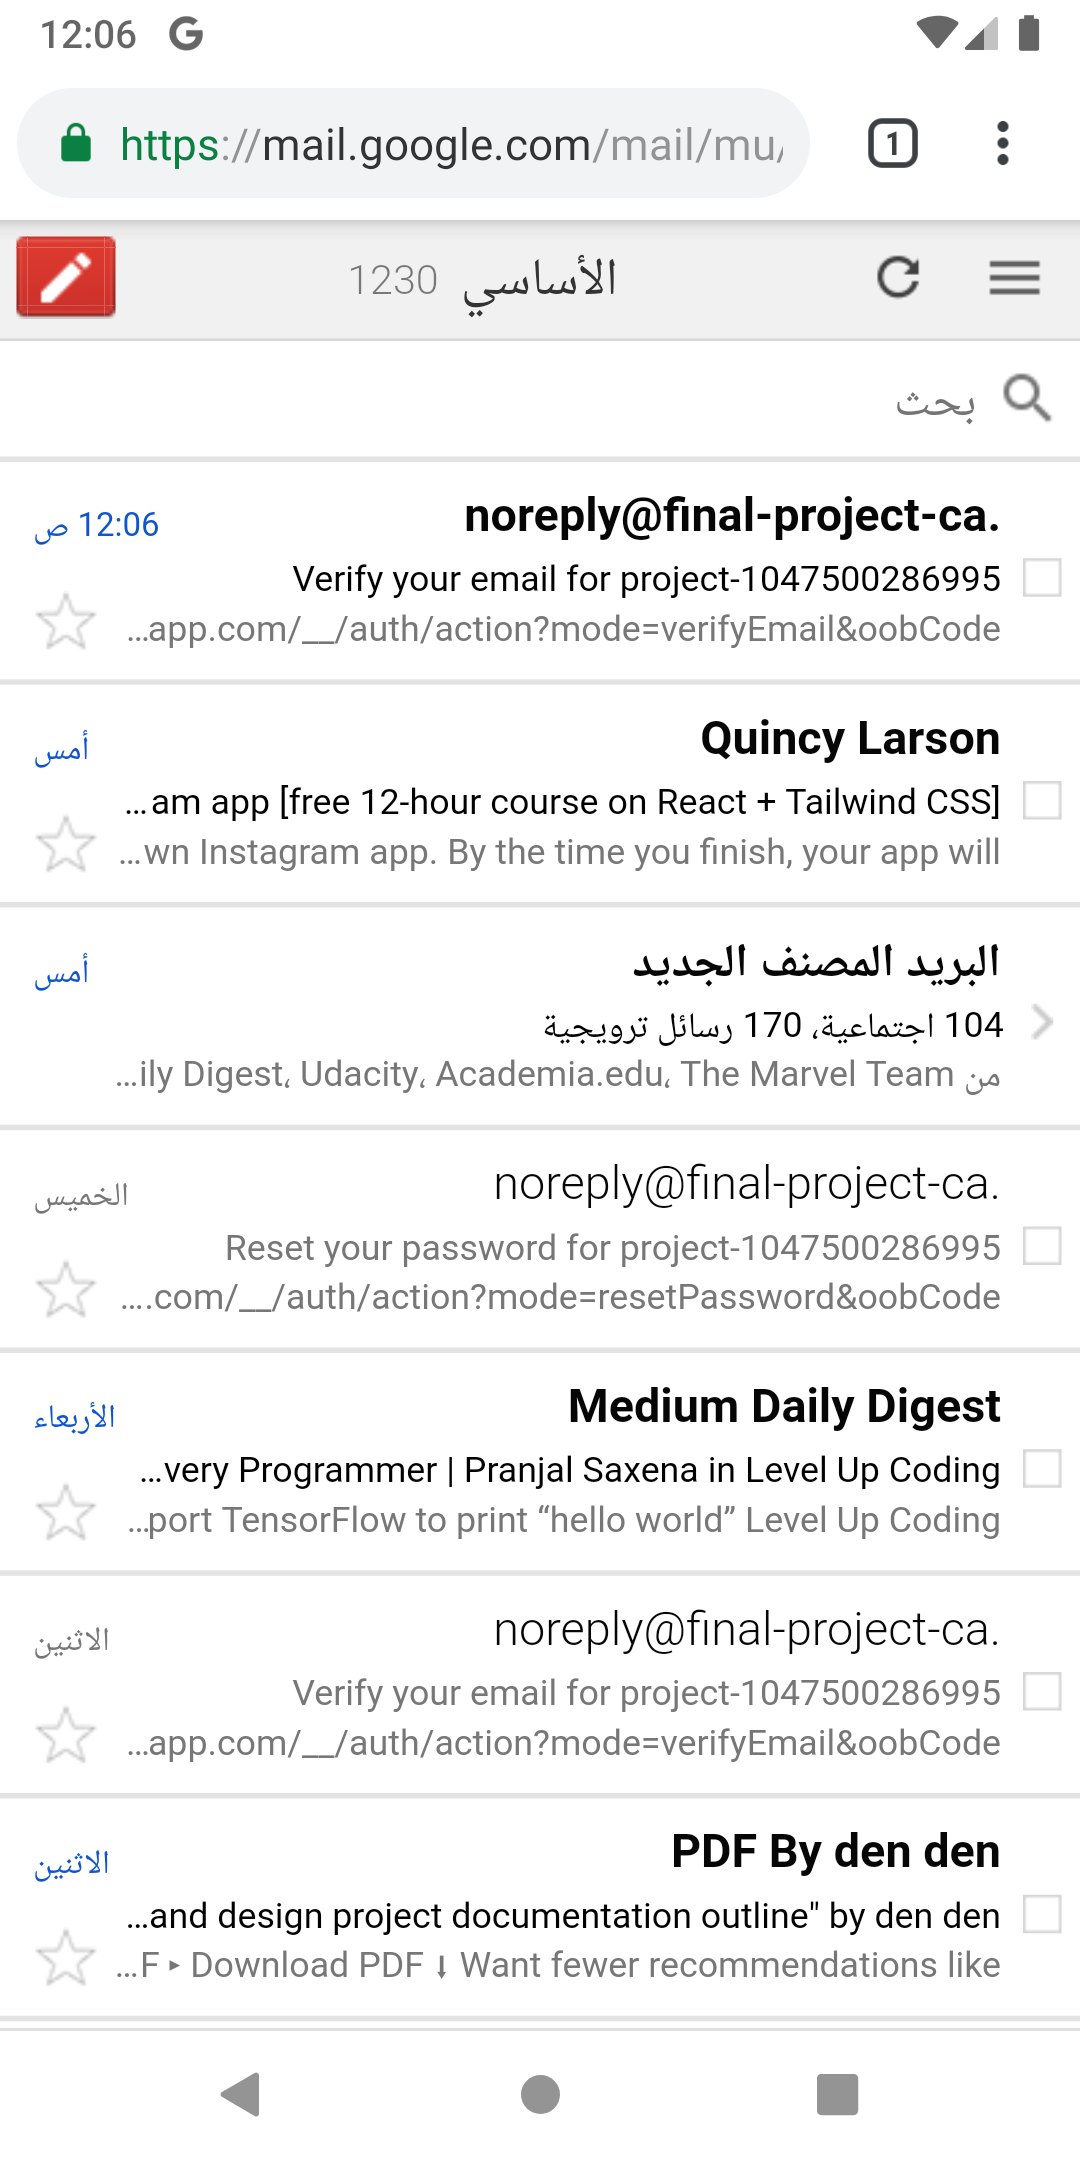 12:06
https://mail.google.com/mail/mu/
1
الأساسي 1230
بحث
noreply@final-project-ca.
12:06 ص
Verify your email for project-1047500286995
...app.com/__/auth/action?mode=verifyEmail&oobCode
Quincy Larson
أمس
...am app [free 12-hour course on React + Tailwind CSS]
...wn Instagram app. By the time you finish, your app will
البريد المصنف الجديد
أمس
104 اجتماعية، 170 رسائل ترويجية
من ...ily Digest، Udacity، Academia.edu، The Marvel Team
noreply@final-project-ca.
الخميس
Reset your password for project-1047500286995
....com/__/auth/action?mode=resetPassword&oobCode
Medium Daily Digest
الأربعاء
...very Programmer | Pranjal Saxena in Level Up Coding
...port TensorFlow to print “hello world” Level Up Coding
noreply@final-project-ca.
الاثنين
Verify your email for project-1047500286995
...app.com/__/auth/action?mode=verifyEmail&oobCode
PDF By den den
الاثنين
...and design project documentation outline" by den den
...F ‣ Download PDF ⭳ Want fewer recommendations like